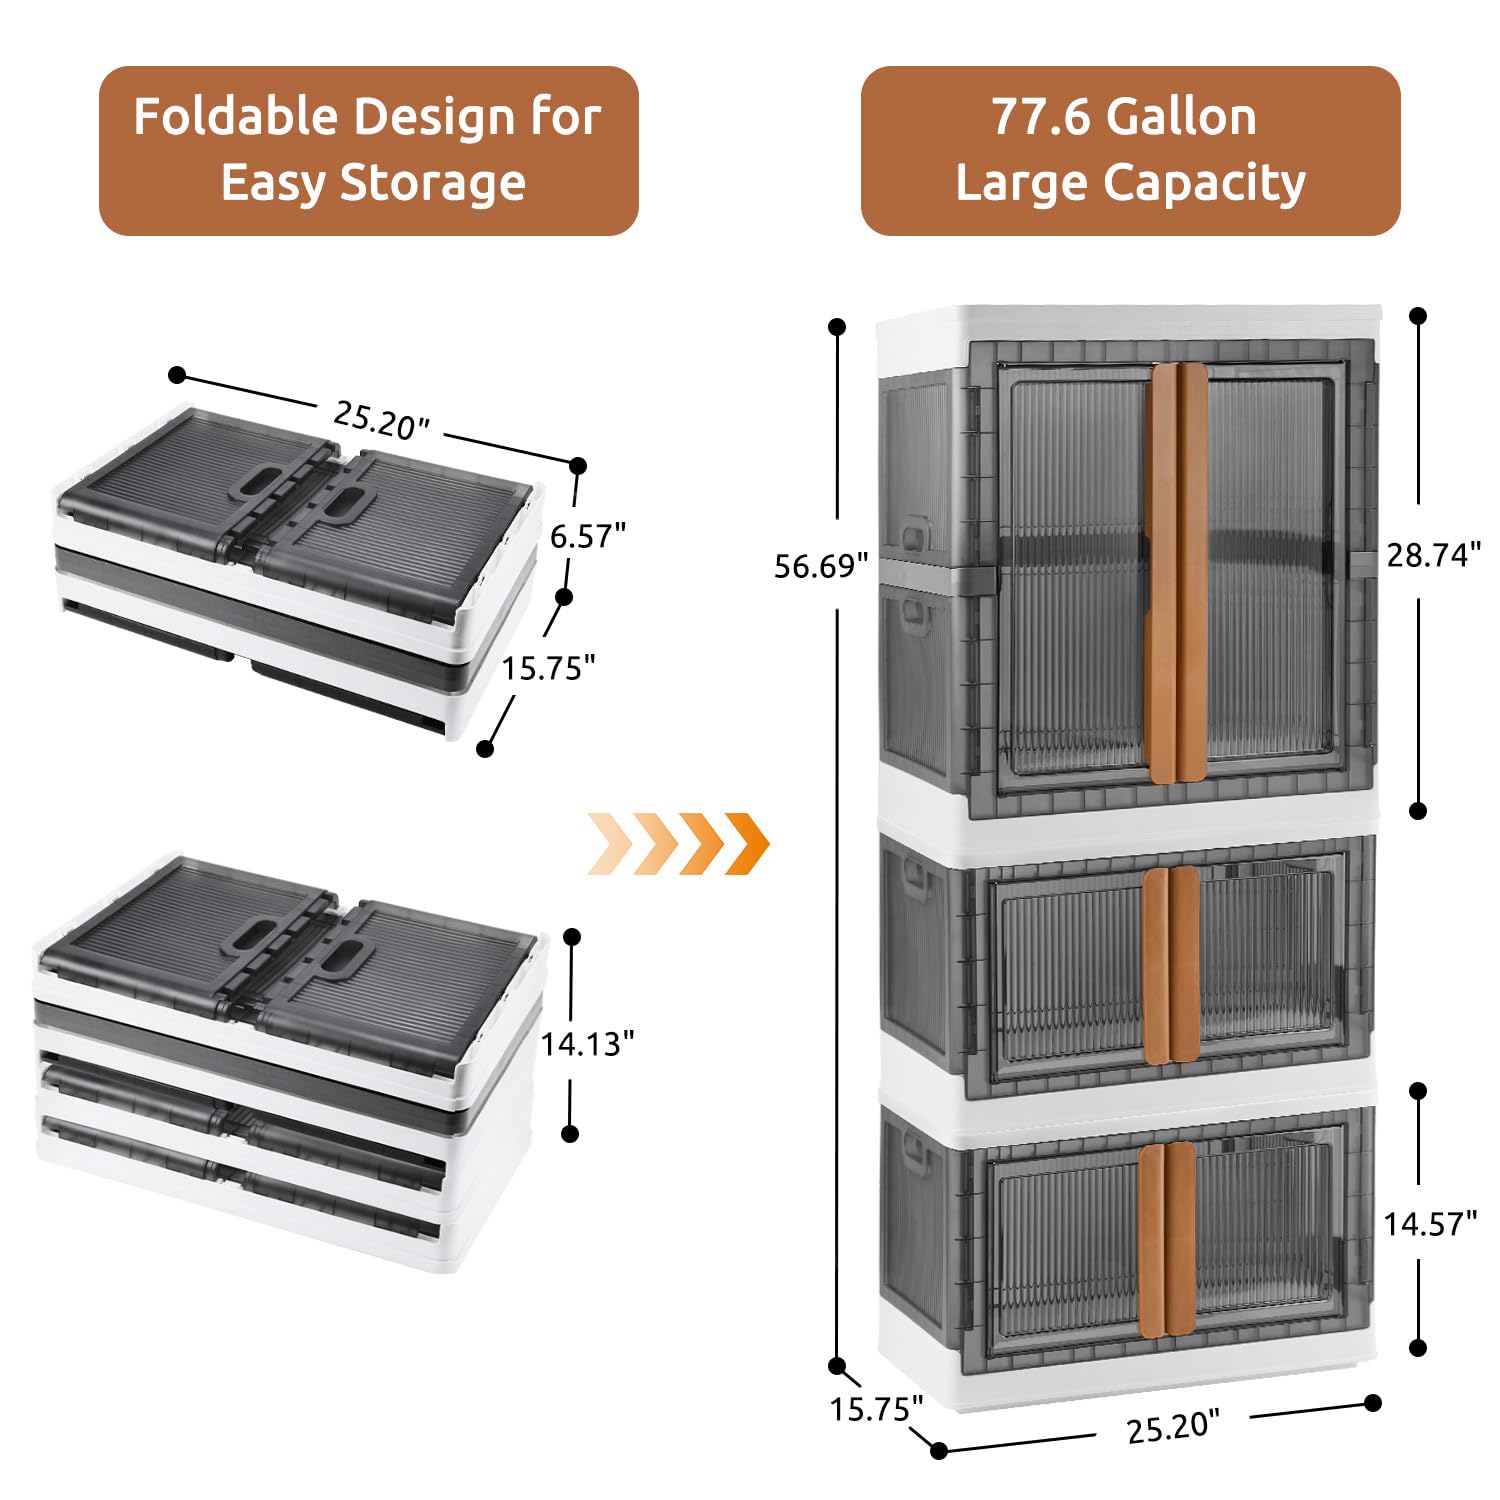 Foldable Design for
Easy Storage
77.6 Gallon
Large Capacity
25.20"
6.57"
15.75"
14.13"
56.69"
28.74"
14.57"
15.75"
25.20"